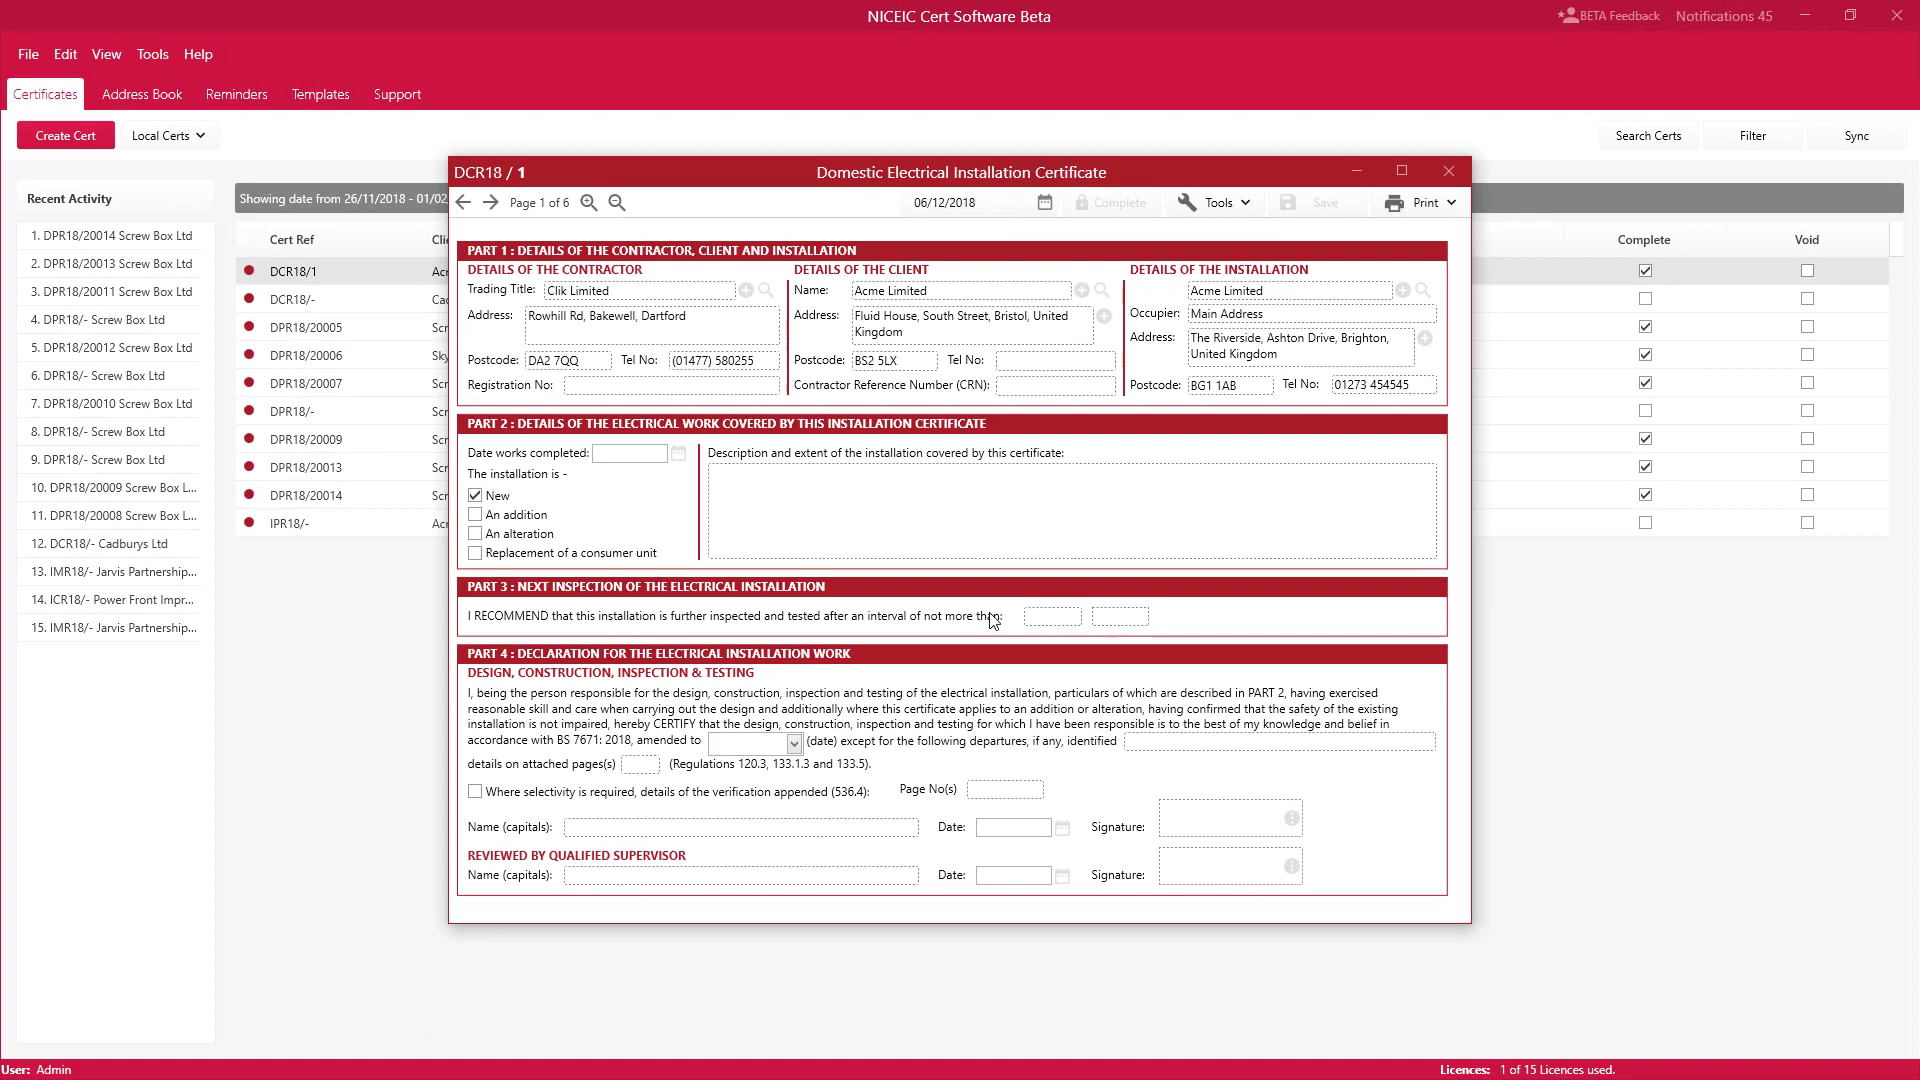 NICEIC Cert Software Beta
BETA Feedback
Notifications 45
File Edit View Tools Help
Certificates Address Book Reminders Templates Support
Create Cert
Local Certs
Search Certs
Filter
Sync
Recent Activity
1. DPR18/20014 Screw Box Ltd
2. DPR18/20013 Screw Box Ltd
3. DPR18/20011 Screw Box Ltd
4. DPR18/- Screw Box Ltd
5. DPR18/20012 Screw Box Ltd
6. DPR18/- Screw Box Ltd
7. DPR18/20010 Screw Box Ltd
8. DPR18/- Screw Box Ltd
9. DPR18/- Screw Box Ltd
10. DPR18/20009 Screw Box L...
11. DPR18/20008 Screw Box L...
12. DCR18/- Cadburys Ltd
13. IMR18/- Jarvis Partnership...
14. ICR18/- Power Front Impr...
15. IMR18/- Jarvis Partnership...
Showing date from 26/11/2018 - 01/02
Cert Ref Clie Complete Void
DCR18/1 Acr
DCR18/- Cad
DPR18/20005 Scr
DPR18/20006 Sky
DPR18/20007 Scr
DPR18/- Scr
DPR18/20009 Scr
DPR18/20013 Scr
DPR18/20014 Scr
IPR18/- Acr
DCR18 / 1 Domestic Electrical Installation Certificate
Page 1 of 6
06/12/2018
Complete
Tools
Save
Print
PART 1 : DETAILS OF THE CONTRACTOR, CLIENT AND INSTALLATION
DETAILS OF THE CONTRACTOR
Trading Title: Clik Limited
Address: Rowhill Rd, Bakewell, Dartford
Postcode: DA2 7QQ Tel No: (01477) 580255
Registration No:
DETAILS OF THE CLIENT
Name: Acme Limited
Address: Fluid House, South Street, Bristol, United
Kingdom
Postcode: BS2 5LX Tel No:
Contractor Reference Number (CRN):
DETAILS OF THE INSTALLATION
Acme Limited
Occupier: Main Address
Address: The Riverside, Ashton Drive, Brighton,
United Kingdom
Postcode: BG1 1AB Tel No: 01273 454545
PART 2 : DETAILS OF THE ELECTRICAL WORK COVERED BY THIS INSTALLATION CERTIFICATE
Date works completed:
The installation is -
New
An addition
An alteration
Replacement of a consumer unit
Description and extent of the installation covered by this certificate:
PART 3 : NEXT INSPECTION OF THE ELECTRICAL INSTALLATION
I RECOMMEND that this installation is further inspected and tested after an interval of not more than:
PART 4 : DECLARATION FOR THE ELECTRICAL INSTALLATION WORK
DESIGN, CONSTRUCTION, INSPECTION & TESTING
I, being the person responsible for the design, construction, inspection and testing of the electrical installation, particulars of which are described in PART 2, having exercised
reasonable skill and care when carrying out the design and additionally where this certificate applies to an addition or alteration, having confirmed that the safety of the existing
installation is not impaired, hereby CERTIFY that the design, construction, inspection and testing for which I have been responsible is to the best of my knowledge and belief in
accordance with BS 7671: 2018, amended to (date) except for the following departures, if any, identified
details on attached pages(s) (Regulations 120.3, 133.1.3 and 133.5).
Where selectivity is required, details of the verification appended (536.4): Page No(s)
Name (capitals): Date: Signature:
REVIEWED BY QUALIFIED SUPERVISOR
Name (capitals): Date: Signature:
User: Admin
Licences: 1 of 15 Licences used.